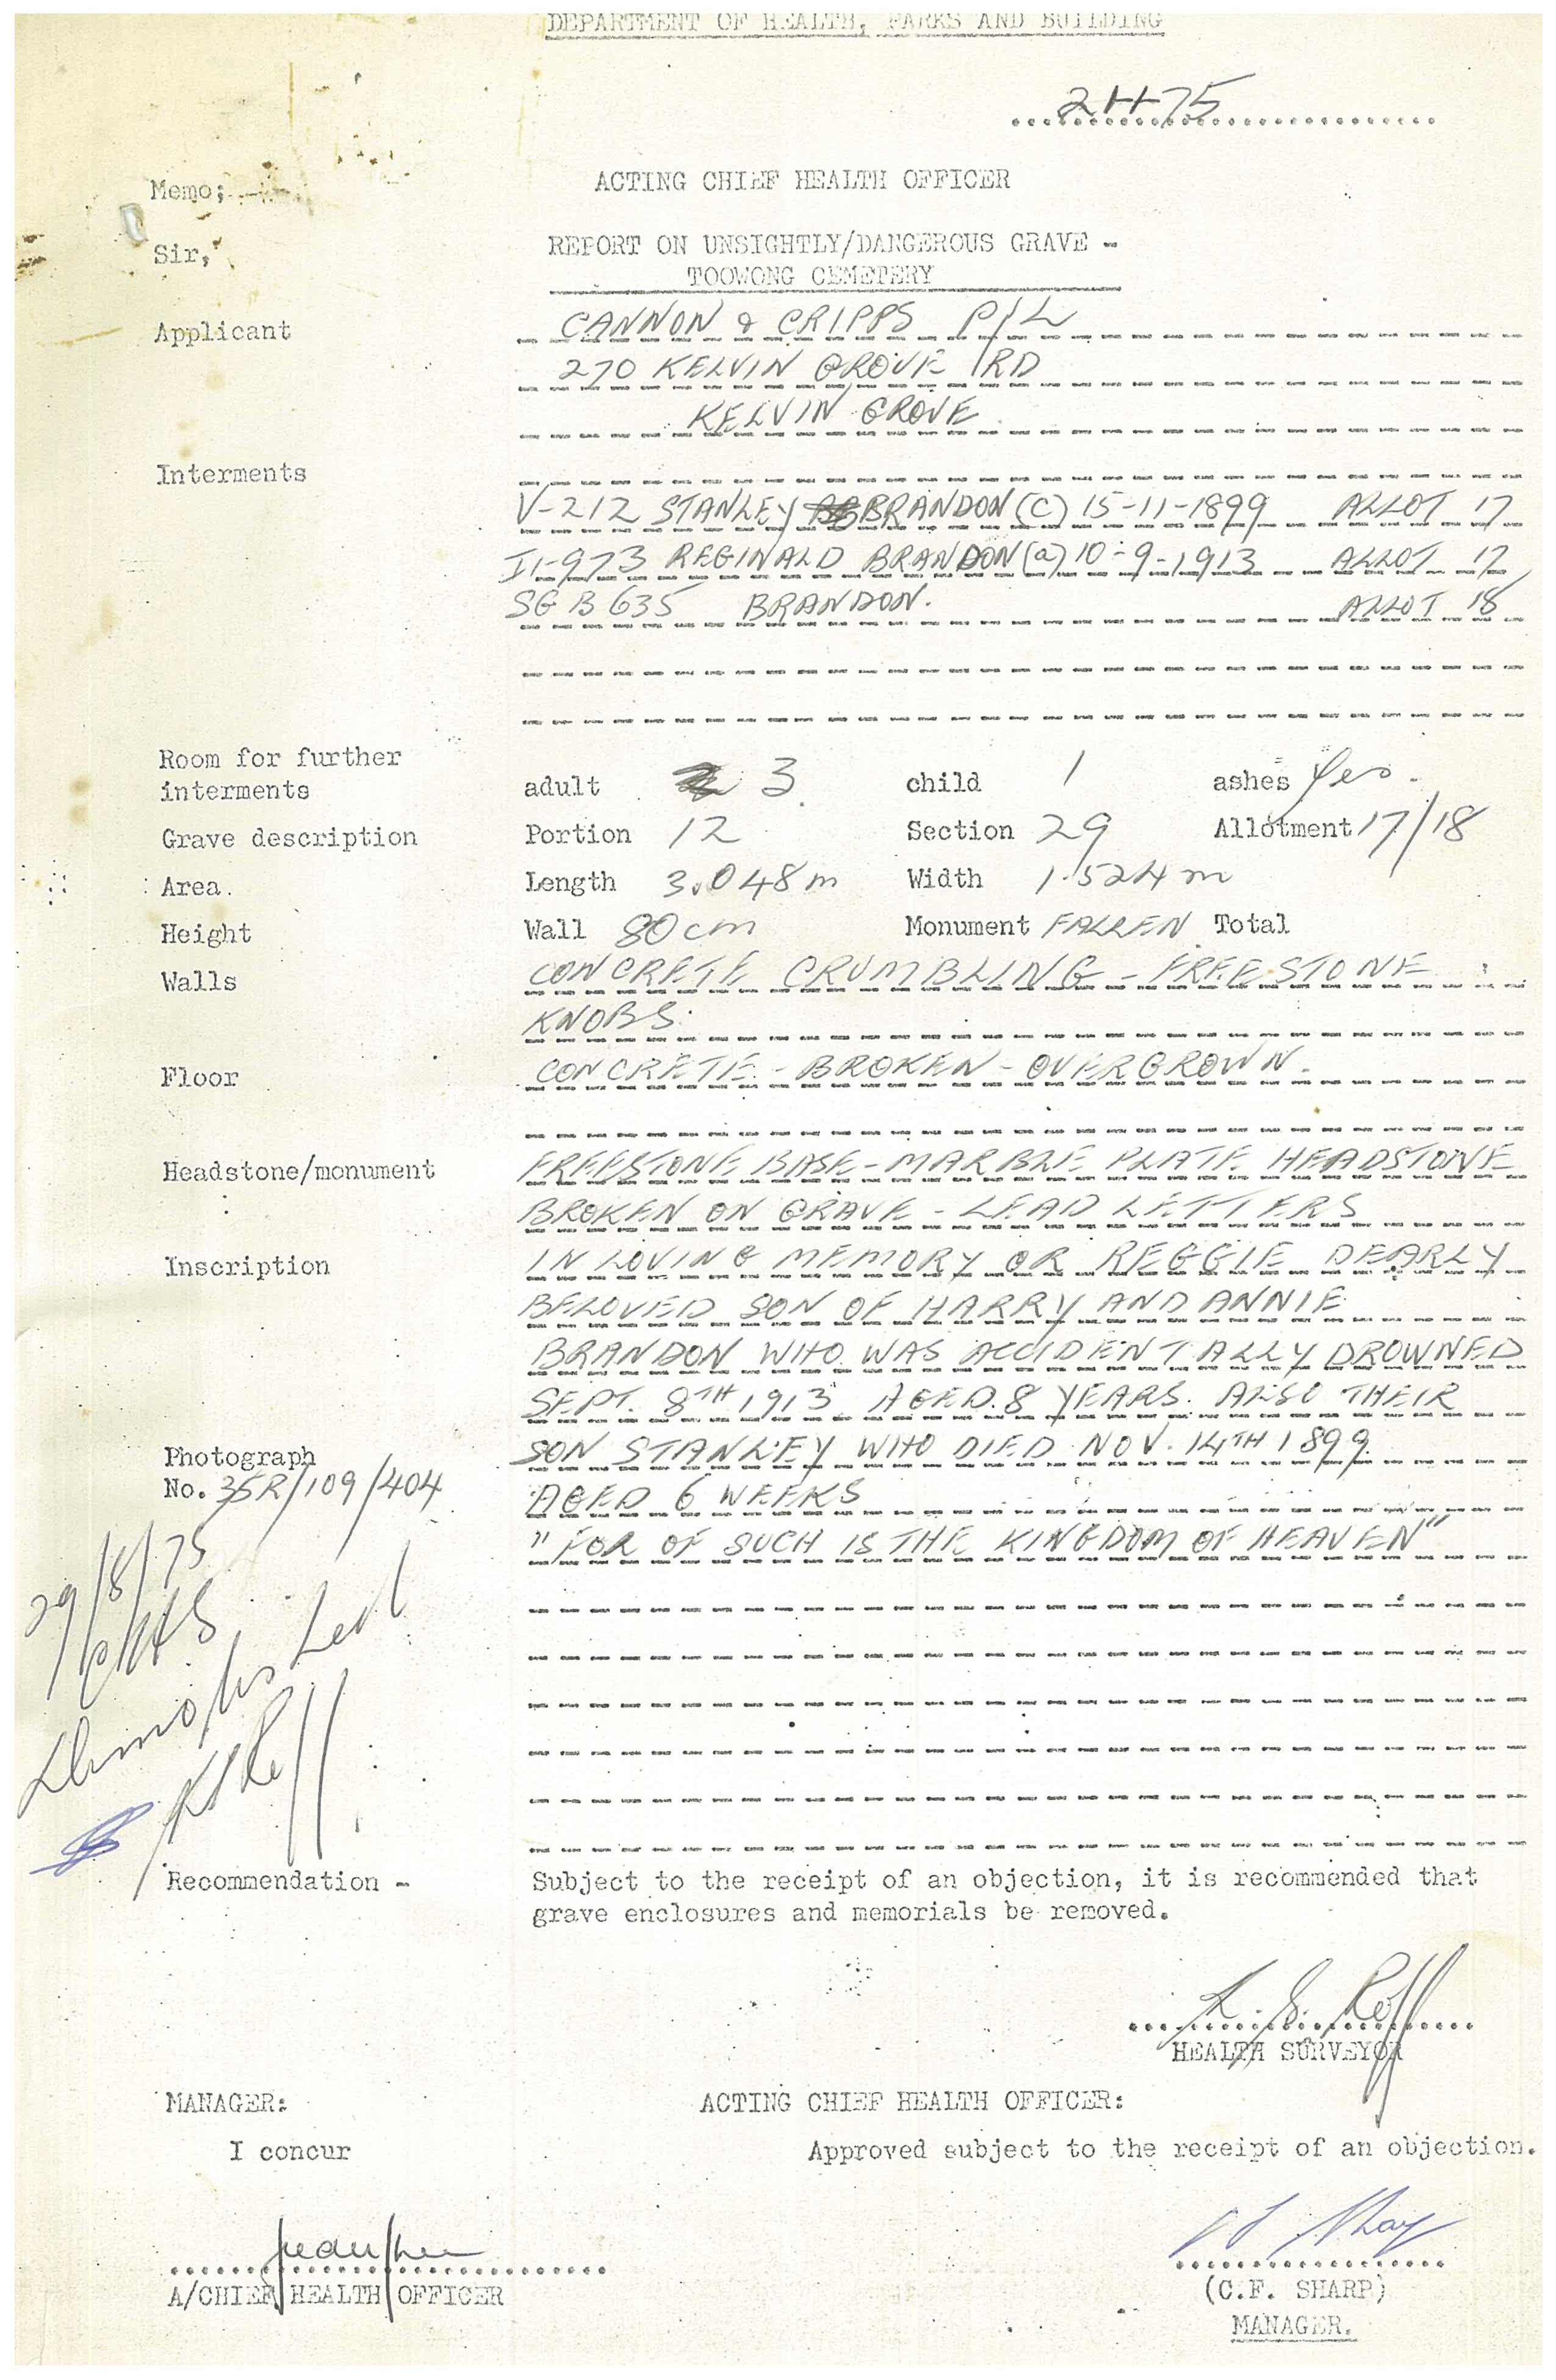 DEPARTMENT OF HEALTH, PARKS AND BUILDING
Memo;
ACTING CHIEF HEALTH OFFICER
Sir,
REPORT ON UNSIGHTLY/DANGEROUS GRAVE -
TOOWONG CEMETERY
Applicant CANNON & CRIPPS P/L
270 KELVIN GROVE RD
KELVIN GROVE
Interments
V-212 STANLEY BRANDON (C) 15-11-1899 ALLOT 17
II-973 REGINALD BRANDON (a) 10-9-1913 ALLOT 17
SG B 635 BRANDON. ALLOT 18
Room for further
interments adult 3 child 1 ashes Yes.
Grave description Portion 12 Section 29 Allotment 17/18
Area. Length 3.048m Width 1.524m
Height Wall 80cm Monument FALLEN Total
Walls CONCRETE CRUMBLING - FREESTONE
KNOBS.
Floor CONCRETE - BROKEN - OVERGROWN.
Headstone/monument FREESTONE BASE - MARBLE PLATE HEADSTONE
BROKEN ON GRAVE - LEAD LETTERS
Inscription IN LOVING MEMORY OR REGGIE DEARLY
BELOVED SON OF HARRY AND ANNIE
BRANDON WHO WAS ACCIDENTALLY DROWNED
SEPT. 8TH 1913 AGED 8 YEARS. ALSO THEIR
Photograph SON STANLEY WHO DIED NOV. 14TH 1899
No. 35R/109/404 AGED 6 WEEKS
"FOR OF SUCH IS THE KINGDOM OF HEAVEN"
29/8/75
Recommendation - Subject to the receipt of an objection, it is recommended that
grave enclosures and memorials be removed.
HEALTH SURVEYOR
MANAGER: ACTING CHIEF HEALTH OFFICER:
I concur Approved subject to the receipt of an objection.
A/CHIEF HEALTH OFFICER
(C.F. SHARP)
MANAGER.